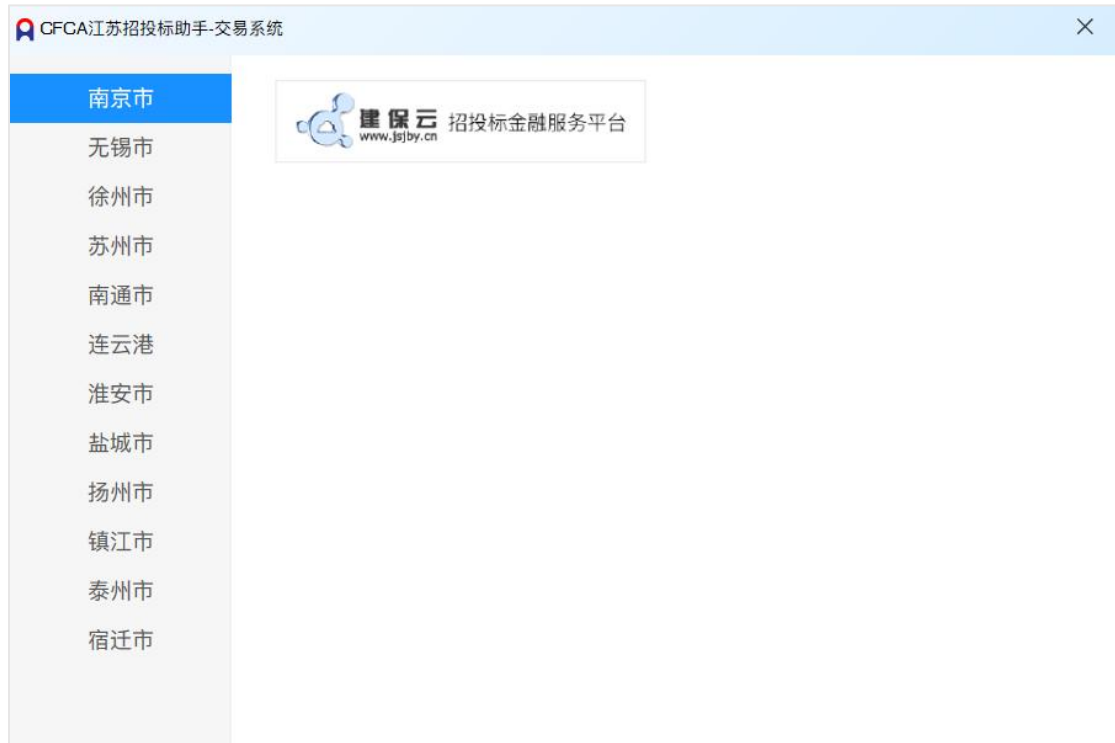 CFCA江苏招投标助手-交易系统
南京市
无锡市
徐州市
苏州市
南通市
连云港
淮安市
盐城市
扬州市
镇江市
泰州市
宿迁市
建保云 招投标金融服务平台
www.jsjby.cn